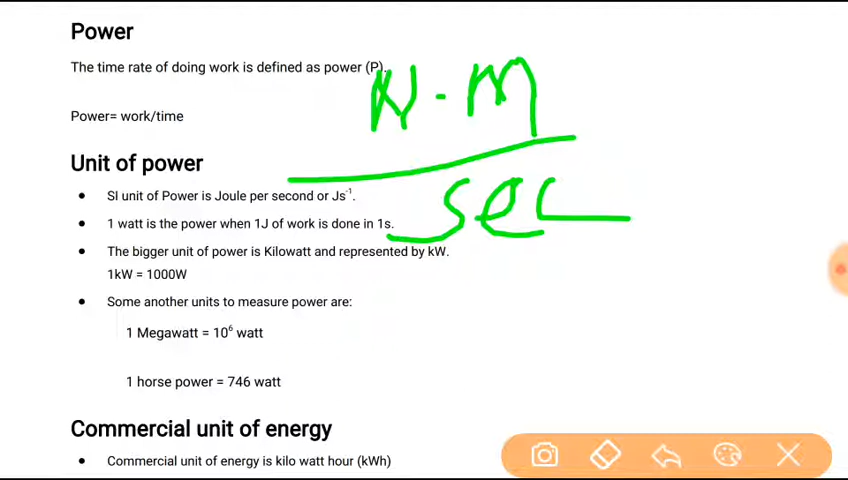 Power
The time rate of doing work is defined as power (P).
N - m
Power= work/time
Unit of power
SI unit of Power is Joule per second or Js⁻¹.
sec
1 watt is the power when 1J of work is done in 1s.
The bigger unit of power is Kilowatt and represented by kW.
1kW = 1000W
Some another units to measure power are:
1 Megawatt = 10⁶ watt
1 horse power = 746 watt
Commercial unit of energy
Commercial unit of energy is kilo watt hour (kWh)